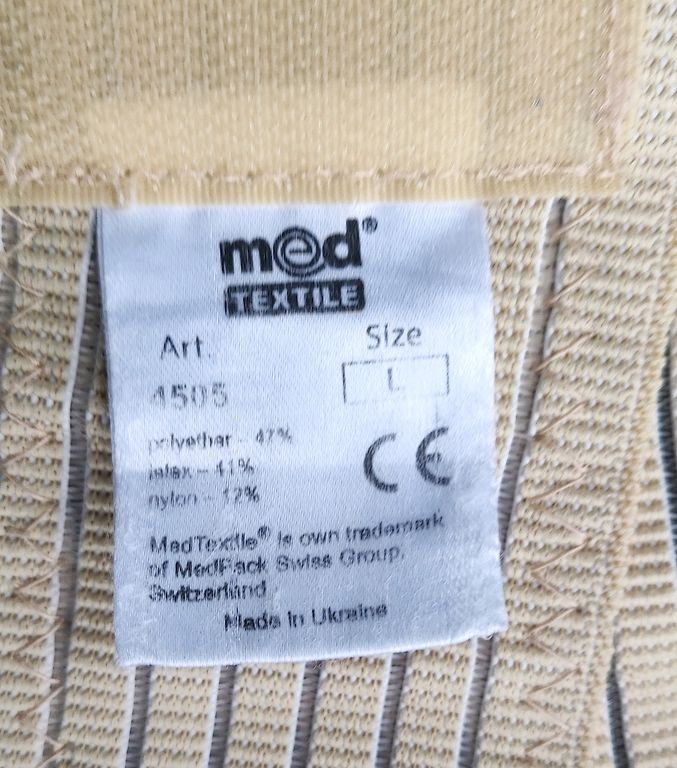 med®
TEXTILE
Art. Size
4505 L
polyether – 47%
latex – 41%
nylon – 12%
CE
MedTextile® is own trademark
of MedPack Swiss Group,
Switzerland
Made in Ukraine